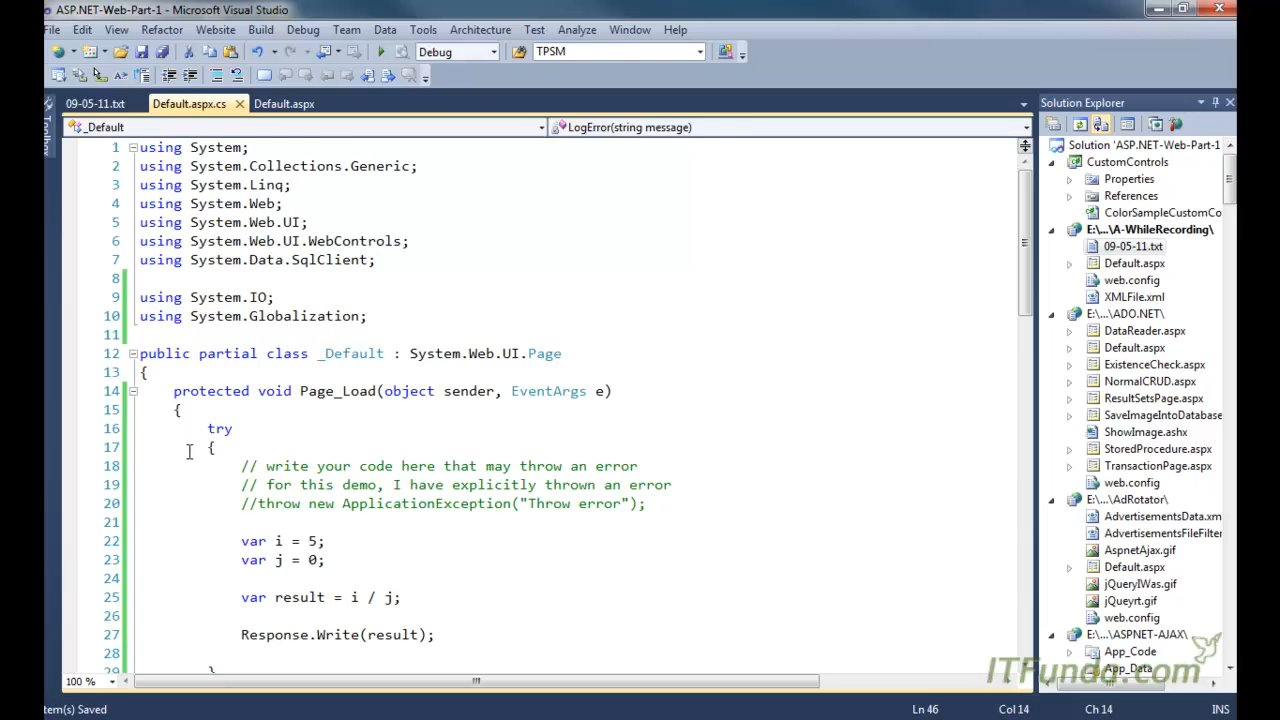 ASP.NET-Web-Part-1 - Microsoft Visual Studio
File Edit View Refactor Website Build Debug Team Data Tools Architecture Test Analyze Window Help
Debug TPSM
09-05-11.txt Default.aspx.cs Default.aspx
_Default LogError(string message)
Toolbox
1 using System;
2 using System.Collections.Generic;
3 using System.Linq;
4 using System.Web;
5 using System.Web.UI;
6 using System.Web.UI.WebControls;
7 using System.Data.SqlClient;
8
9 using System.IO;
10 using System.Globalization;
11
12 public partial class _Default : System.Web.UI.Page
13 {
14 protected void Page_Load(object sender, EventArgs e)
15 {
16 try
17 {
18 // write your code here that may throw an error
19 // for this demo, I have explicitly thrown an error
20 //throw new ApplicationException("Throw error");
21
22 var i = 5;
23 var j = 0;
24
25 var result = i / j;
26
27 Response.Write(result);
28
29 }
100 %
Solution Explorer
Solution 'ASP.NET-Web-Part-1
CustomControls
Properties
References
ColorSampleCustomCo
E:\...\A-WhileRecording\
09-05-11.txt
Default.aspx
web.config
XMLFile.xml
E:\...\ADO.NET\
DataReader.aspx
Default.aspx
ExistenceCheck.aspx
NormalCRUD.aspx
ResultSetsPage.aspx
SaveImageIntoDatabase
ShowImage.ashx
StoredProcedure.aspx
TransactionPage.aspx
web.config
E:\...\AdRotator\
AdvertisementsData.xm
AdvertisementsFileFilter
AspnetAjax.gif
Default.aspx
jQueryIWas.gif
jQueyrt.gif
web.config
E:\...\ASPNET-AJAX\
App_Code
App_Data
ITFunda.com
tem(s) Saved Ln 46 Col 14 Ch 14 INS